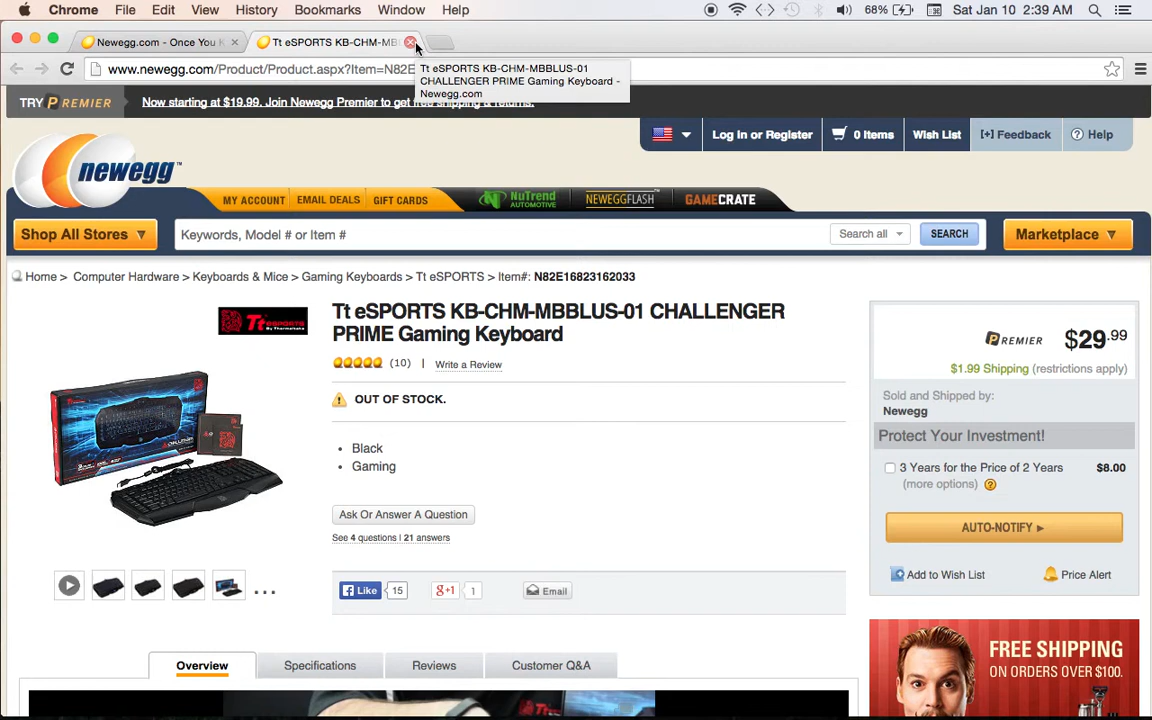 Chrome File Edit View History Bookmarks Window Help 68% Sat Jan 10 2:39 AM
Newegg.com - Once You K Tt eSPORTS KB-CHM-MB
www.newegg.com/Product/Product.aspx?Item=N82E
Tt eSPORTS KB-CHM-MBBLUS-01
CHALLENGER PRIME Gaming Keyboard -
Newegg.com
TRY PREMIER Now starting at $19.99. Join Newegg Premier to get free shipping & returns.
Log In or Register 0 Items Wish List [+] Feedback ? Help
newegg™
MY ACCOUNT EMAIL DEALS GIFT CARDS NuTrend AUTOMOTIVE NEWEGGFLASH™ GAMECRATE
Shop All Stores ▼ Keywords, Model # or Item # Search all SEARCH Marketplace ▼
Home > Computer Hardware > Keyboards & Mice > Gaming Keyboards > Tt eSPORTS > Item#: N82E16823162033
Tt eSPORTS
Tt eSPORTS KB-CHM-MBBLUS-01 CHALLENGER
PRIME Gaming Keyboard
(10) | Write a Review
OUT OF STOCK.
• Black
• Gaming
Ask Or Answer A Question
See 4 questions | 21 answers
Like 15 g+1 1 Email
PREMIER $29.99
$1.99 Shipping (restrictions apply)
Sold and Shipped by:
Newegg
Protect Your Investment!
3 Years for the Price of 2 Years $8.00
(more options) ?
AUTO-NOTIFY ►
Add to Wish List Price Alert
...
Overview Specifications Reviews Customer Q&A
FREE SHIPPING
ON ORDERS OVER $100.